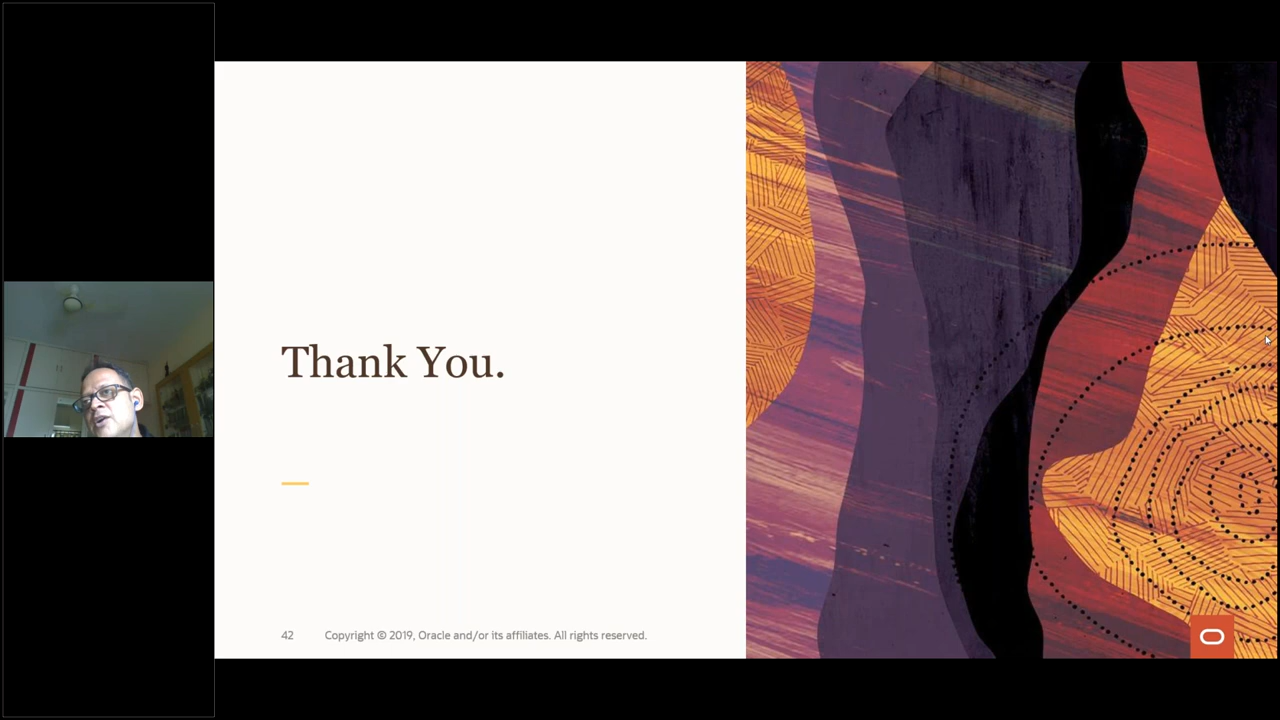 Thank You.
42 Copyright © 2019, Oracle and/or its affiliates. All rights reserved.